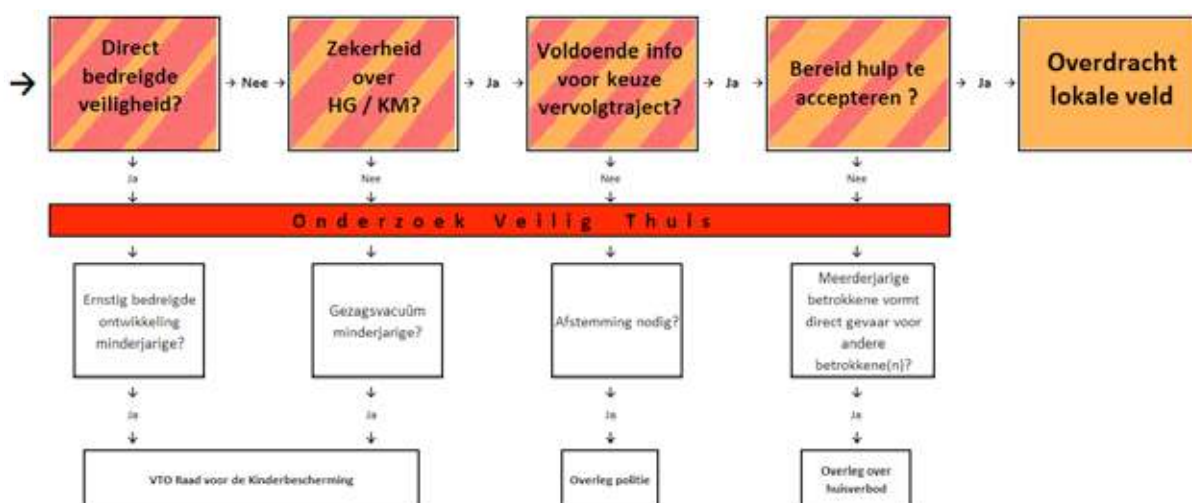 Direct
bedreigde
veiligheid?
Nee
Zekerheid
over
HG / KM?
Ja
Voldoende info
voor keuze
vervolgtraject?
Ja
Bereid hulp te
accepteren ?
Ja
Overdracht
lokale veld
Ja
Nee
Nee
Nee
Onderzoek Veilig Thuis
Ernstig bedreigde
ontwikkeling
minderjarige?
Gezagsvacuüm
minderjarige?
Afstemming nodig?
Meerderjarige
betrokkene vormt
direct gevaar voor
andere
betrokkene(n)?
Ja
Ja
Ja
Ja
VTO Raad voor de Kinderbescherming
Overleg politie
Overleg over
huisverbod